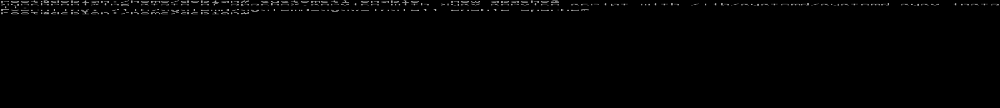 root@debian:/home/debian# systemctl enable --now apache2
Synchronizing state of apache2.service with SysV service script with /lib/systemd/systemd-sysv-insta
ll.
Executing: /lib/systemd/systemd-sysv-install enable apache2
root@debian:/home/debian#